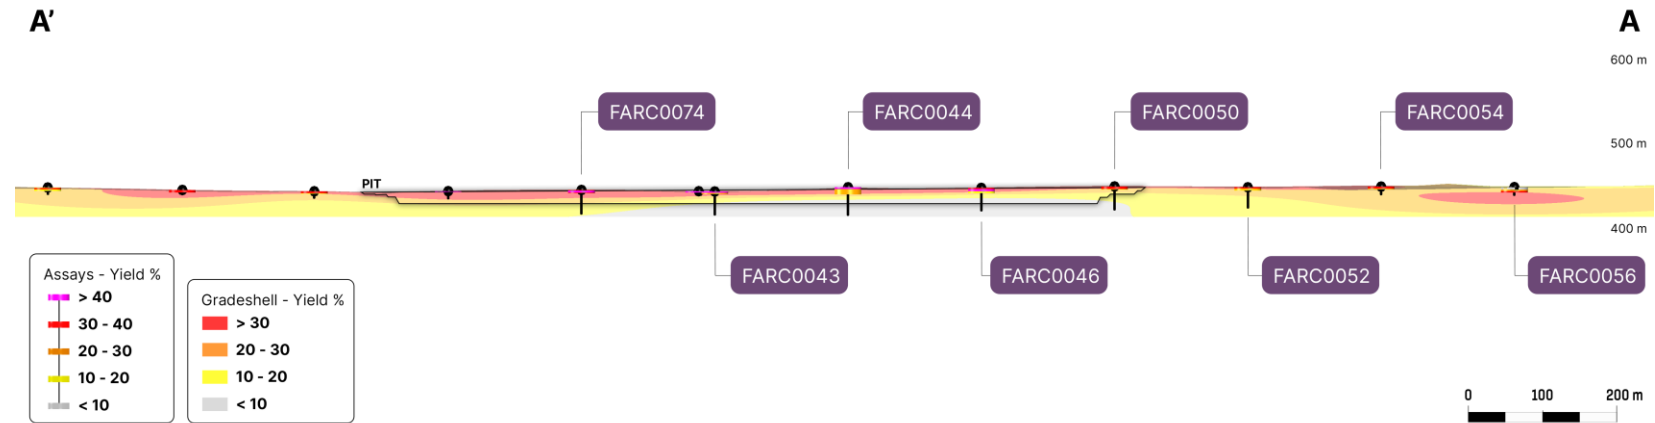 A’
A
600 m
FARC0074
FARC0044
FARC0050
FARC0054
500 m
PIT
400 m
FARC0043
FARC0046
FARC0052
FARC0056
Assays - Yield %
> 40
30 - 40
20 - 30
10 - 20
< 10
Gradeshell - Yield %
> 30
20 - 30
10 - 20
< 10
0 100 200 m